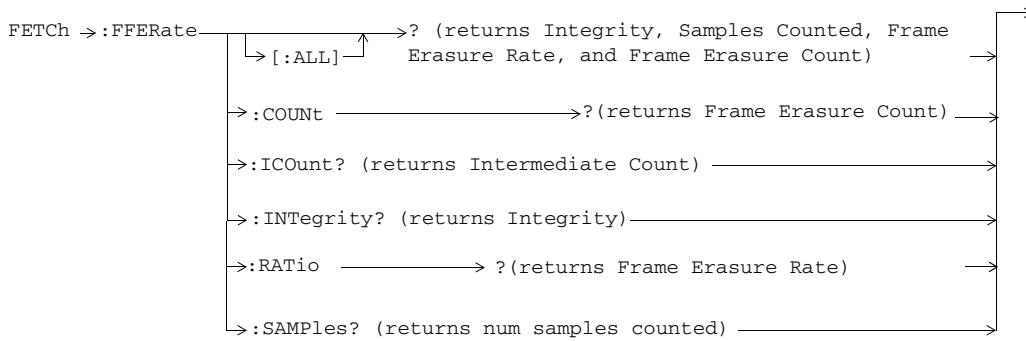 FETCh :FFERate ? (returns Integrity, Samples Counted, Frame
[:ALL] Erasure Rate, and Frame Erasure Count)
:COUNt ?(returns Frame Erasure Count)
:ICOunt? (returns Intermediate Count)
:INTegrity? (returns Integrity)
:RATio ?(returns Frame Erasure Rate)
:SAMPles? (returns num samples counted)